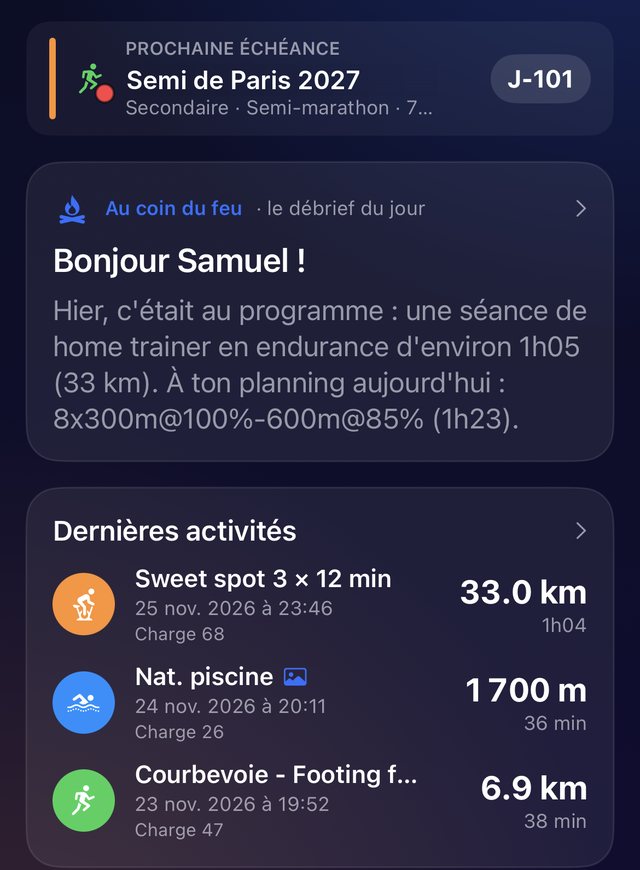 PROCHAINE ÉCHÉANCE
Semi de Paris 2027
J-101
Secondaire · Semi-marathon · 7...
Au coin du feu · le débrief du jour
Bonjour Samuel !
Hier, c'était au programme : une séance de
home trainer en endurance d'environ 1h05
(33 km). À ton planning aujourd'hui :
8x300m@100%-600m@85% (1h23).
Dernières activités
Sweet spot 3 × 12 min
25 nov. 2026 à 23:46
Charge 68
33.0 km
1h04
Nat. piscine
24 nov. 2026 à 20:11
Charge 26
1 700 m
36 min
Courbevoie - Footing f...
23 nov. 2026 à 19:52
Charge 47
6.9 km
38 min